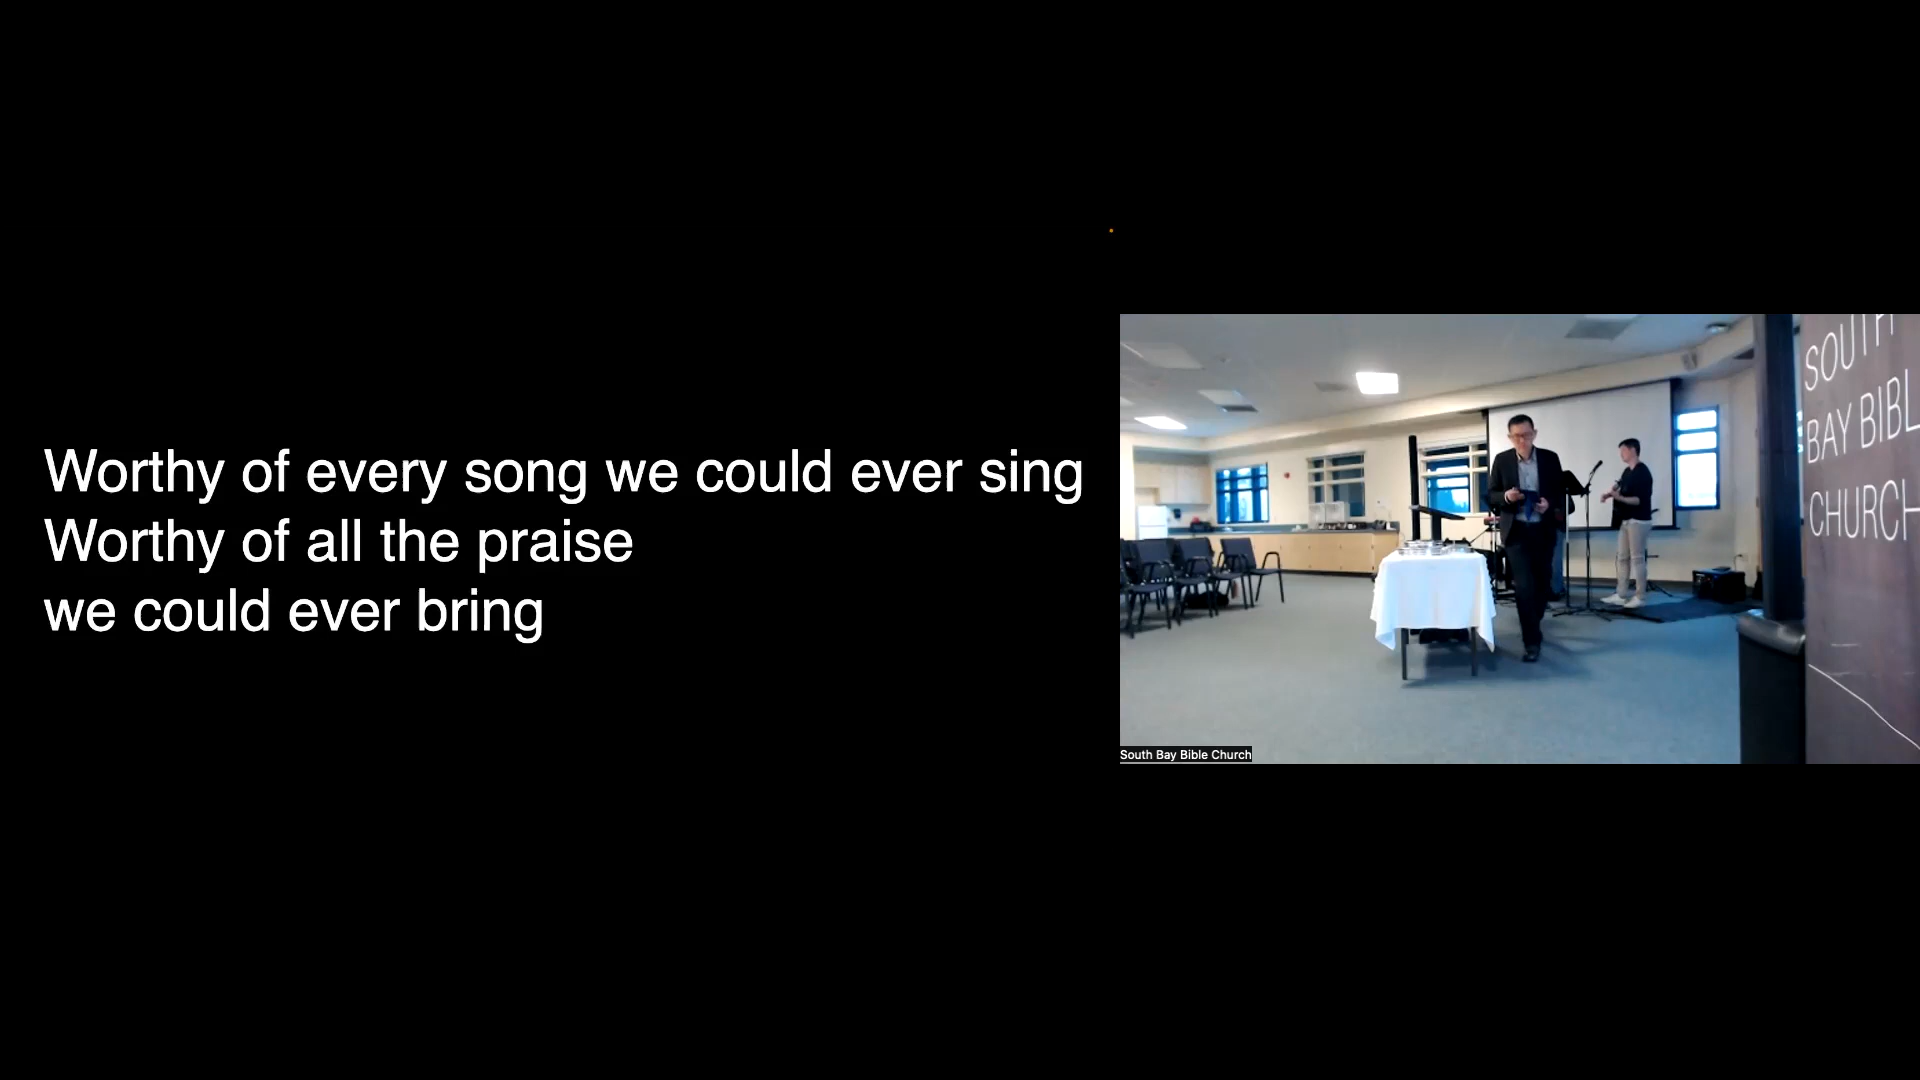 Worthy of every song we could ever sing
Worthy of all the praise
we could ever bring
SOUTH
BAY BIBL
CHURCH
South Bay Bible Church